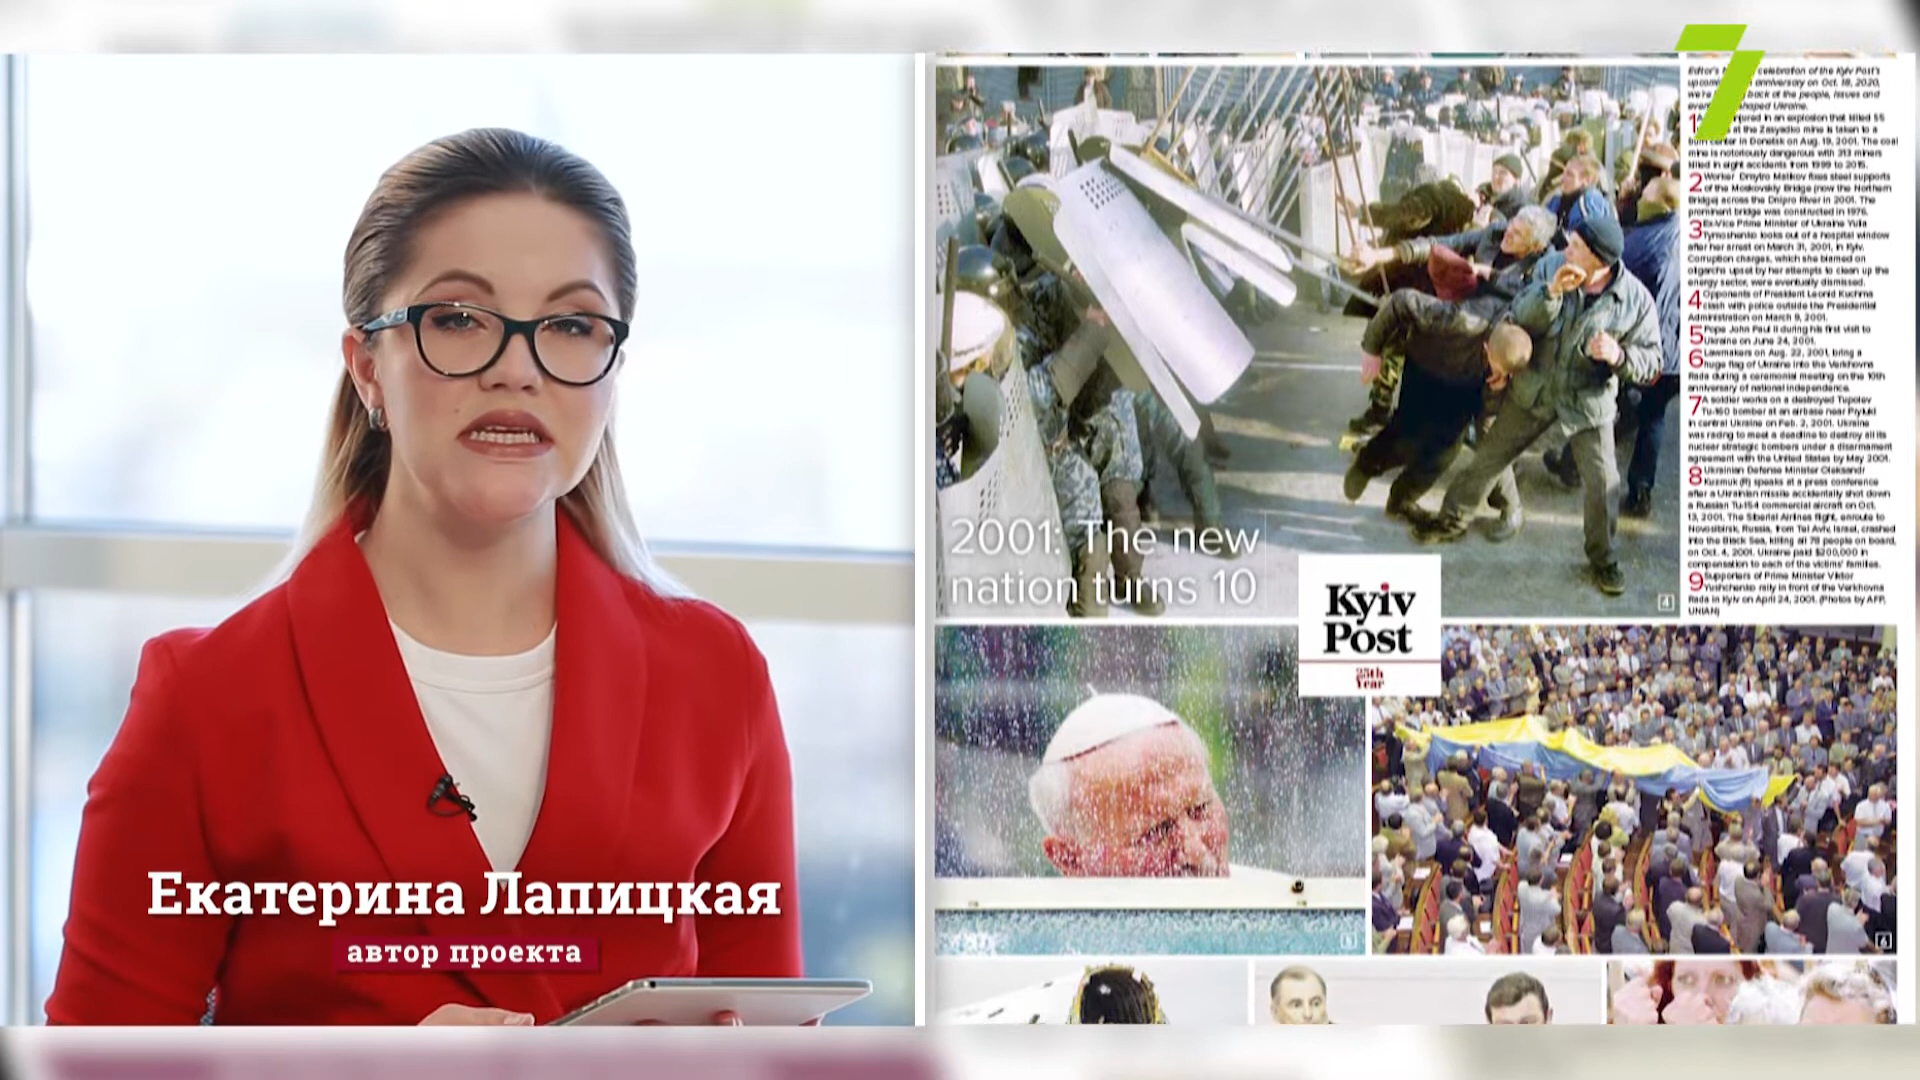 7
Екатерина Лапицкая
автор проекта
2001: The new
nation turns 10
Kyiv
Post
25th
Year
4
5
6
Editor's celebration of the Kyiv Post's
anniversary on Oct. 18, 2020,
we're back at the people, issues and
shaped Ukraine.
1 injured in an explosion that killed 55
at the Zasyadko mine is taken to a
burn center in Donetsk on Aug. 19, 2001. The coal
mine is notoriously dangerous with 313 miners
killed in eight accidents from 1999 to 2015.
2 Worker Dmytro Malikov fixes steel supports
of the Moskovskiy Bridge (now the Northern
Bridge) across the Dnipro River in 2001. The
prominent bridge was constructed in 1976.
3 Ex-Vice Prime Minister of Ukraine Yulia
Tymoshenko looks out of a hospital window
after her arrest on March 31, 2001, in Kyiv.
Corruption charges, which she blamed on
oligarchs upset by her attempts to clean up the
energy sector, were eventually dismissed.
4 Opponents of President Leonid Kuchma
clash with police outside the Presidential
Administration on March 9, 2001.
5 Pope John Paul II during his first visit to
Ukraine on June 24, 2001.
6 Lawmakers on Aug. 22, 2001, bring a
huge flag of Ukraine into the Verkhovna
Rada during a ceremonial meeting on the 10th
anniversary of national independence.
7 A soldier works on a destroyed Tupolev
Tu-160 bomber at an airbase near Pryluki
in central Ukraine on Feb. 2, 2001. Ukraine
was racing to meet a deadline to destroy all its
nuclear strategic bombers under a disarmament
agreement with the United States by May 2001.
8 Ukrainian Defense Minister Oleksandr
Kuzmuk (R) speaks at a press conference
after a Ukrainian missile accidentally shot down
a Russian Tu-154 commercial aircraft on Oct.
13, 2001. The Siberial Airlines flight, enroute to
Novosibirsk, Russia, from Tel Aviv, Israel, crashed
into the Black Sea, killing all 78 people on board,
on Oct. 4, 2001. Ukraine paid $200,000 in
compensation to each of the victims' families.
9 Supporters of Prime Minister Viktor
Yushchenko rally in front of the Verkhovna
Rada in Kyiv on April 24, 2001. (Photos by AFP,
UNIAN)